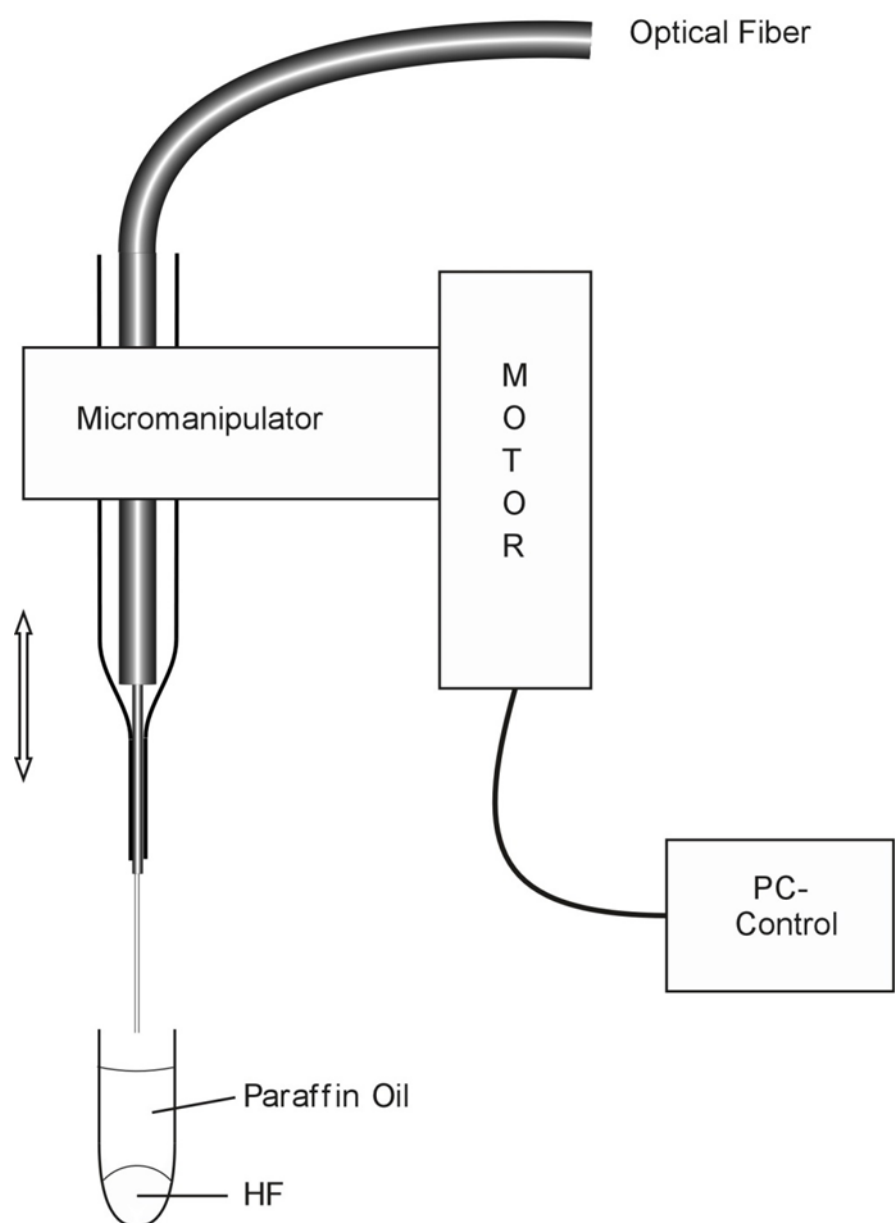 Optical Fiber
Micromanipulator
M
O
T
O
R
PC-
Control
Paraffin Oil
HF